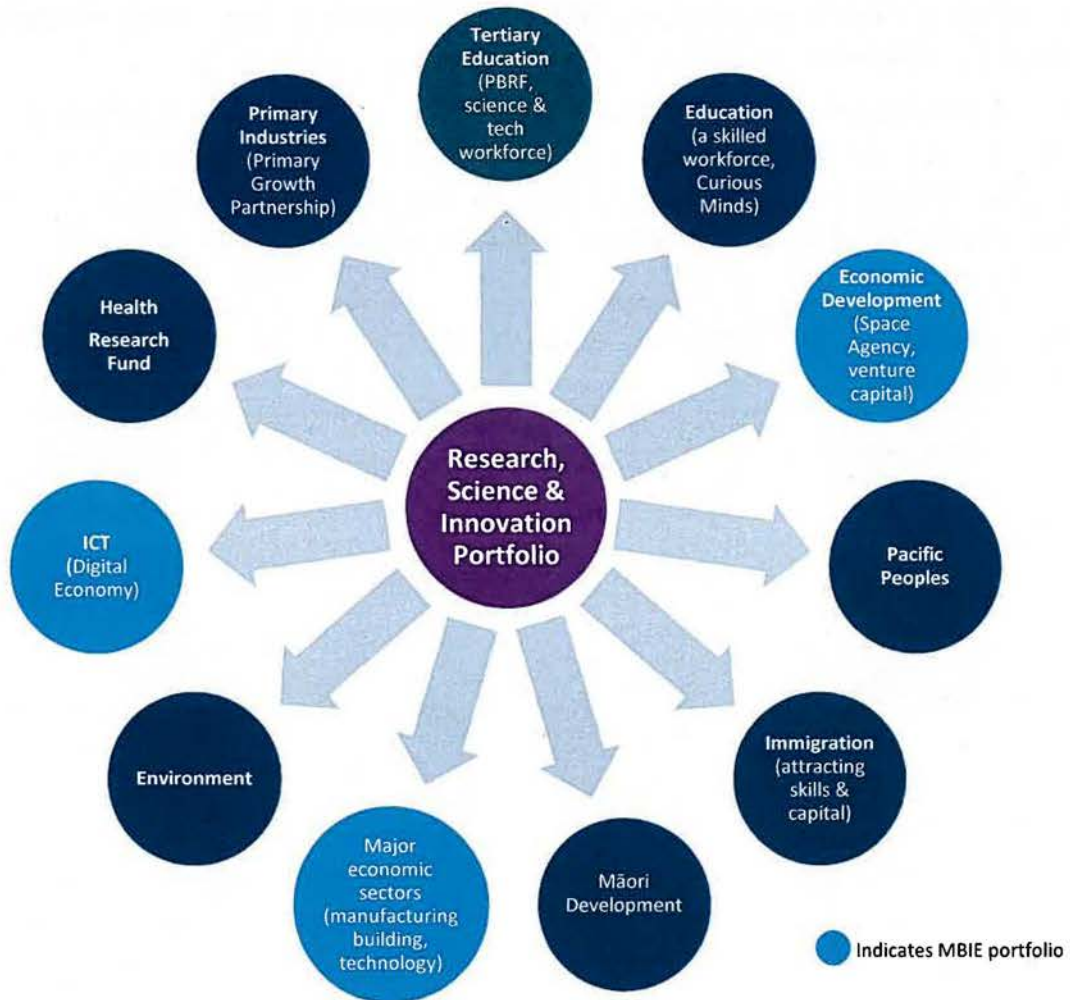 Tertiary
Education
(PBRF,
science &
tech
workforce)
Education
(a skilled
workforce,
Curious
Minds)
Economic
Development
(Space
Agency,
venture
capital)
Pacific
Peoples
Immigration
(attracting
skills &
capital)
Māori
Development
Major
economic
sectors
(manufacturing
building,
technology)
Environment
ICT
(Digital
Economy)
Health
Research
Fund
Primary
Industries
(Primary
Growth
Partnership)
Research,
Science &
Innovation
Portfolio
Indicates MBIE portfolio